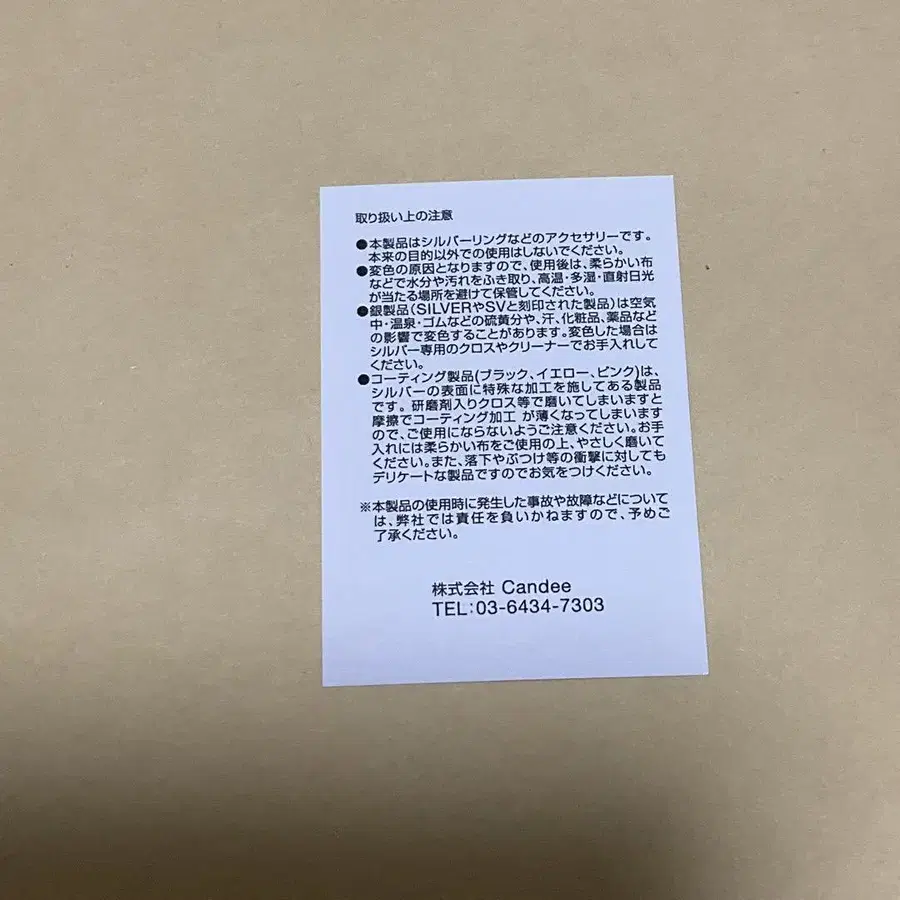 取り扱い上の注意
●本製品はシルバーリングなどのアクセサリーです。
本来の目的以外での使用はしないでください。
●変色の原因となりますので、使用後は、柔らかい布
などで水分や汚れをふき取り、高温・多湿・直射日光
が当たる場所を避けて保管してください。
●銀製品(SILVERやSVと刻印された製品)は空気
中・温泉・ゴムなどの硫黄分や、汗、化粧品、薬品など
の影響で変色することがあります。変色した場合は
シルバー専用のクロスやクリーナーでお手入れして
ください。
●コーティング製品(ブラック、イエロー、ピンク)は、
シルバーの表面に特殊な加工を施してある製品
です。研磨剤入りクロス等で磨いてしまいますと
摩擦でコーティング加工 が薄くなってしまいます
ので、ご使用にならないようご注意ください。お手
入れには柔らかい布をご使用の上、やさしく磨いて
ください。また、落下やぶつけ等の衝撃に対しても
デリケートな製品ですのでお気をつけください。
※本製品の使用時に発生した事故や故障などについて
は、弊社では責任を負いかねますので、予めご
了承ください。
株式会社 Candee
TEL:03-6434-7303